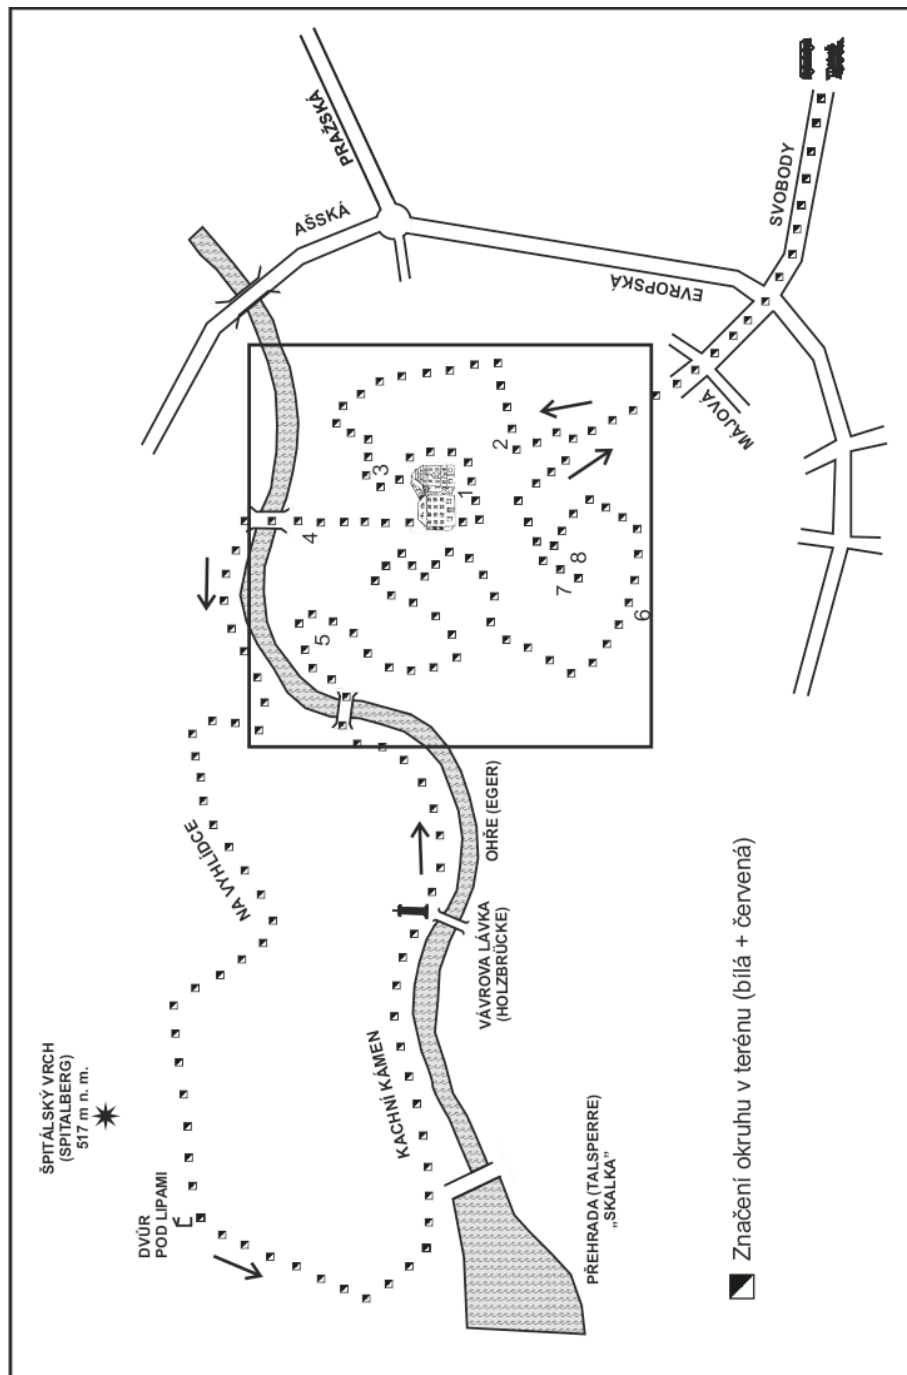 PRAŽSKÁ
AŠSKÁ
SVOBODY
EVROPSKÁ
MÁJOVÁ
2
3
1
4
8
7
5
6
NA VYHLÍDCE
OHŘE (EGER)
VÁVROVA LÁVKA
(HOLZBRÜCKE)
KACHNÍ KÁMEN
ŠPITÁLSKÝ VRCH
(SPITALBERG)
517 m n. m.
DVŮR
POD LIPAMI
PŘEHRADA (TALSPERRE)
„SKALKA”
Značení okruhu v terénu (bílá + červená)